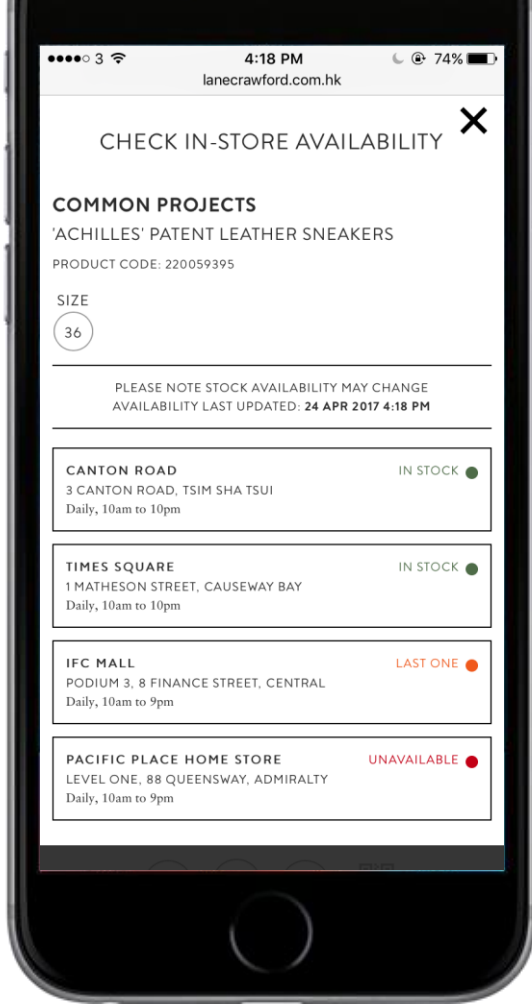 3 4:18 PM 74%
lanecrawford.com.hk
CHECK IN-STORE AVAILABILITY
COMMON PROJECTS
'ACHILLES' PATENT LEATHER SNEAKERS
PRODUCT CODE: 220059395
SIZE
36
PLEASE NOTE STOCK AVAILABILITY MAY CHANGE
AVAILABILITY LAST UPDATED: 24 APR 2017 4:18 PM
CANTON ROAD IN STOCK
3 CANTON ROAD, TSIM SHA TSUI
Daily, 10am to 10pm
TIMES SQUARE IN STOCK
1 MATHESON STREET, CAUSEWAY BAY
Daily, 10am to 10pm
IFC MALL LAST ONE
PODIUM 3, 8 FINANCE STREET, CENTRAL
Daily, 10am to 9pm
PACIFIC PLACE HOME STORE UNAVAILABLE
LEVEL ONE, 88 QUEENSWAY, ADMIRALTY
Daily, 10am to 9pm